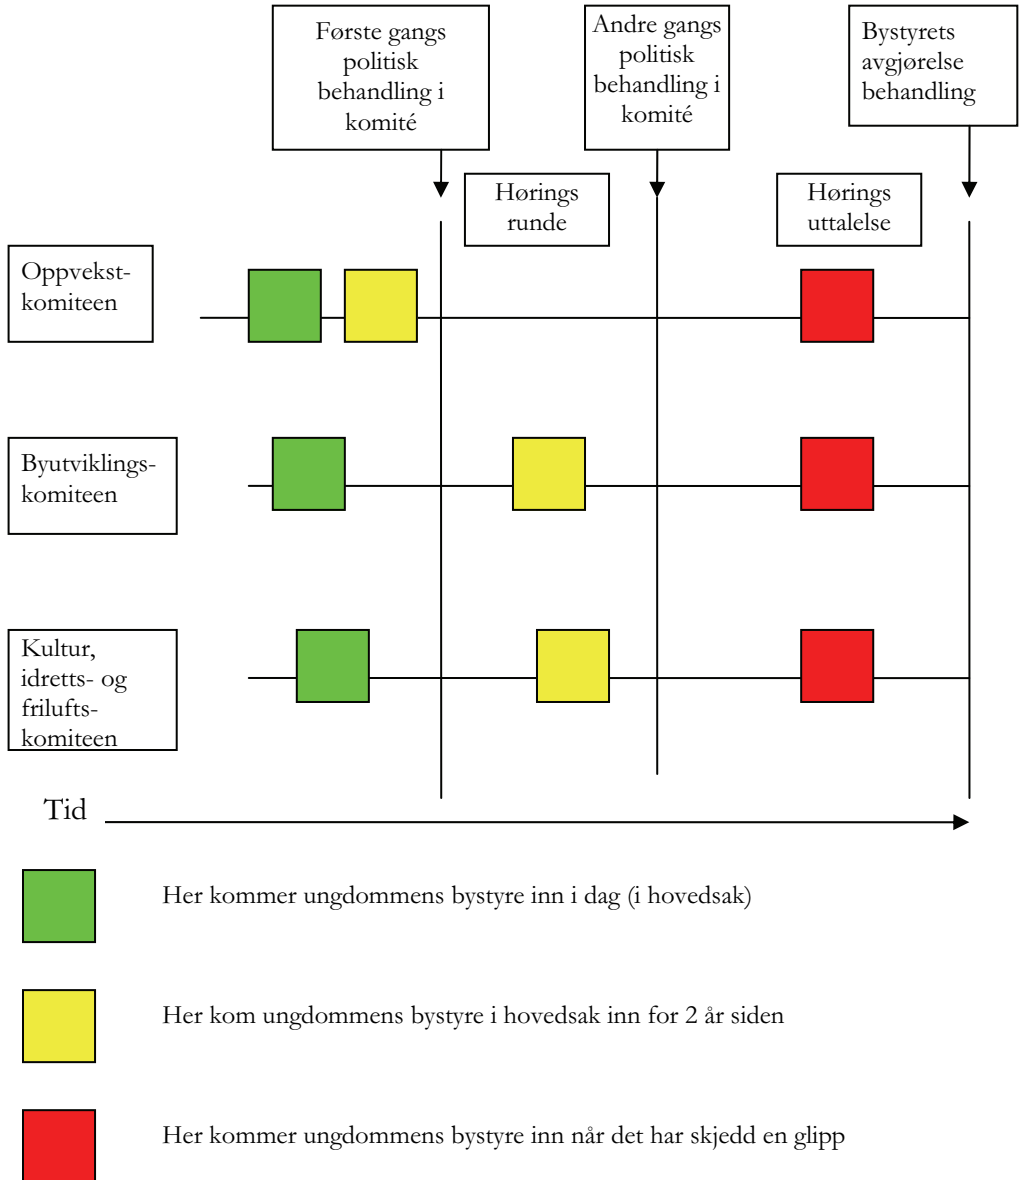 Første gangs
politisk
behandling i
komité
Andre gangs
politisk
behandling i
komité
Bystyrets
avgjørelse
behandling
Hørings
runde
Hørings
uttalelse
Oppvekst-
komiteen
Byutviklings-
komiteen
Kultur,
idretts- og
frilufts-
komiteen
Tid
Her kommer ungdommens bystyre inn i dag (i hovedsak)
Her kom ungdommens bystyre i hovedsak inn for 2 år siden
Her kommer ungdommens bystyre inn når det har skjedd en glipp